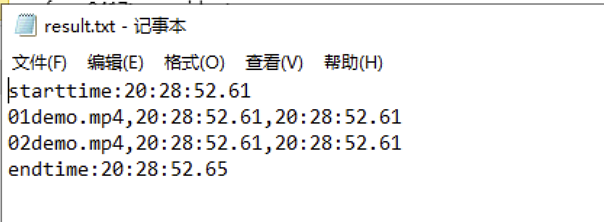 result.txt - 记事本
文件(F) 编辑(E) 格式(O) 查看(V) 帮助(H)
starttime:20:28:52.61
01demo.mp4,20:28:52.61,20:28:52.61
02demo.mp4,20:28:52.61,20:28:52.61
endtime:20:28:52.65